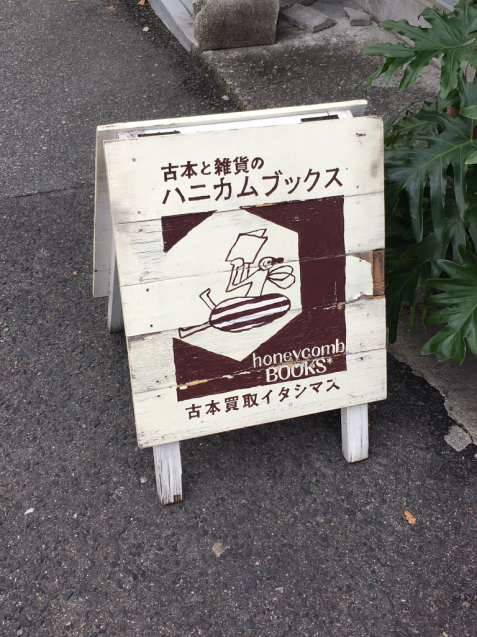 古本と雑貨の
ハニカムブックス
honeycomb
BOOKS*
古本買取イタシマス